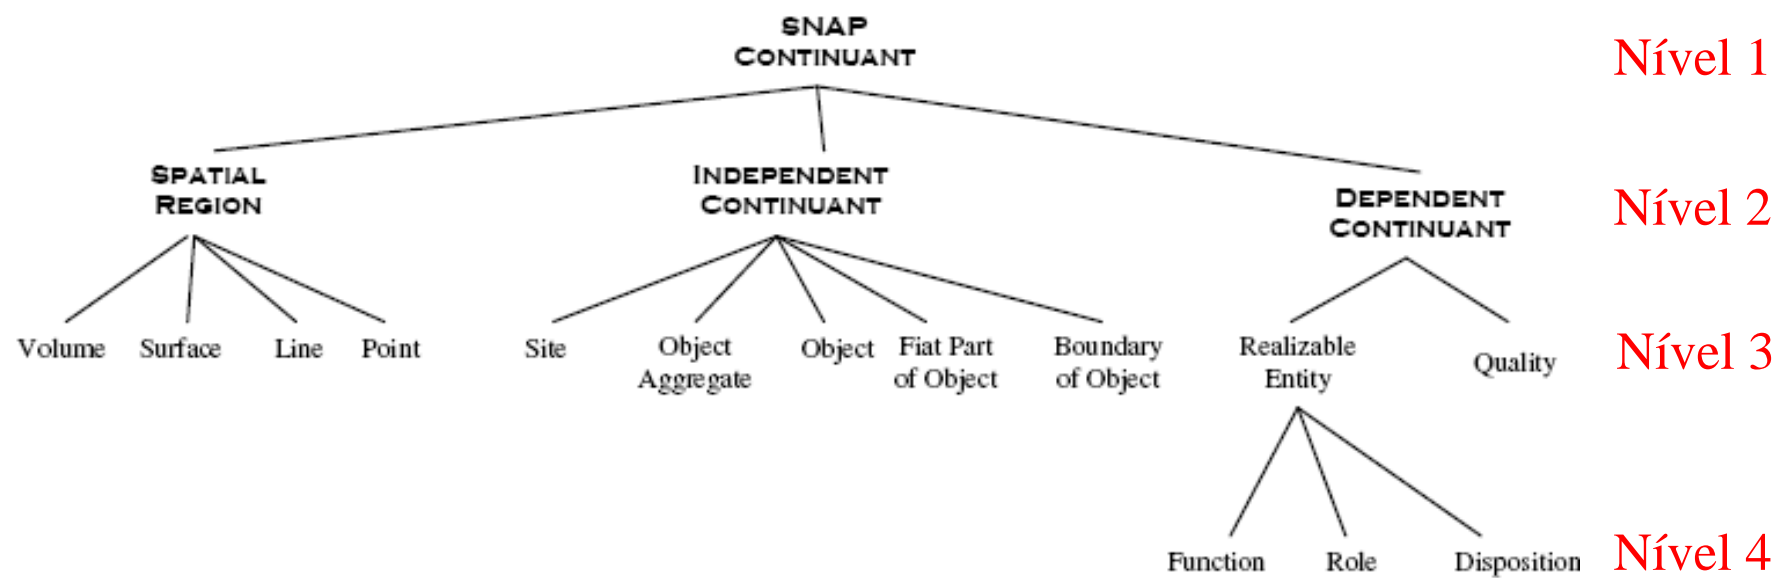 SNAP
CONTINUANT
Nível 1
SPATIAL
REGION
INDEPENDENT
CONTINUANT
DEPENDENT
CONTINUANT
Nível 2
Volume
Surface
Line
Point
Site
Object
Aggregate
Object
Fiat Part
of Object
Boundary
of Object
Realizable
Entity
Quality
Nível 3
Function
Role
Disposition
Nível 4